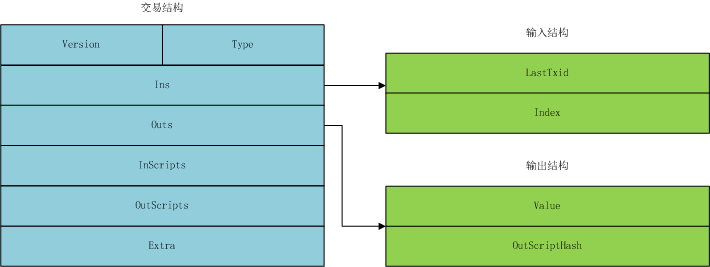 交易结构
Version Type
Ins
Outs
InScripts
OutScripts
Extra
输入结构
LastTxid
Index
输出结构
Value
OutScriptHash